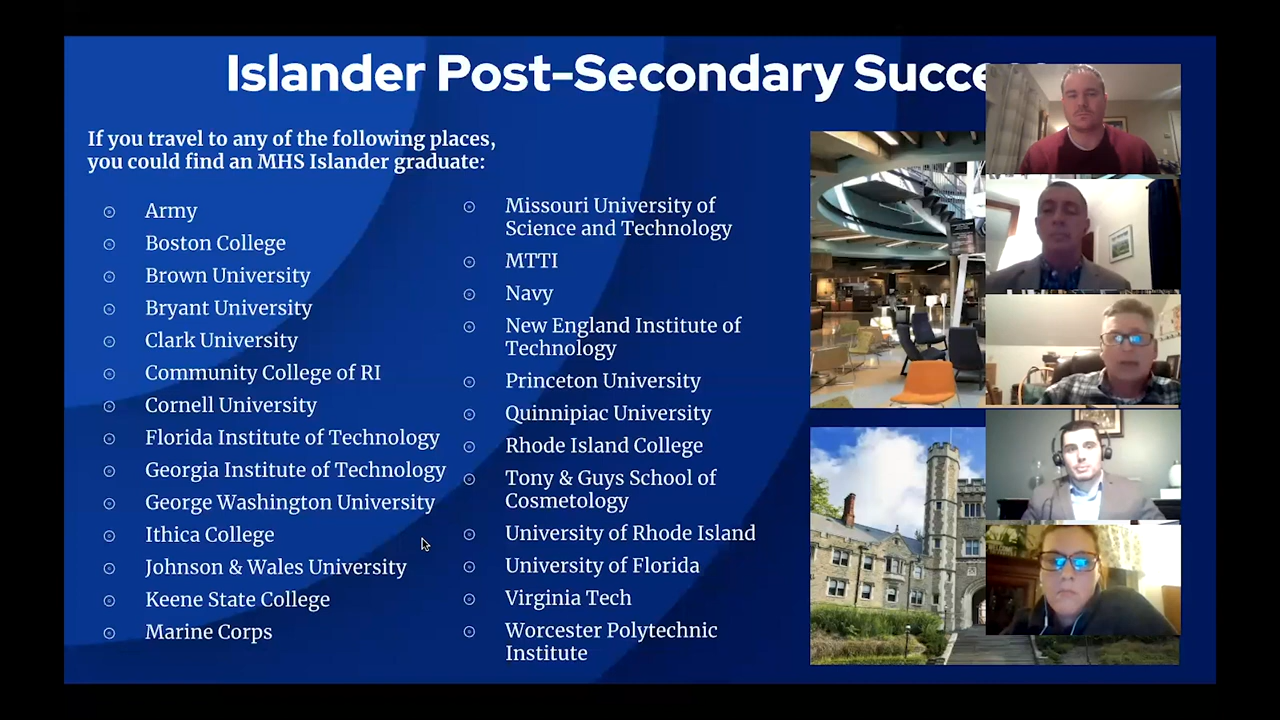 Islander Post-Secondary Succe
If you travel to any of the following places,
you could find an MHS Islander graduate:
Army
Boston College
Brown University
Bryant University
Clark University
Community College of RI
Cornell University
Florida Institute of Technology
Georgia Institute of Technology
George Washington University
Ithica College
Johnson & Wales University
Keene State College
Marine Corps
Missouri University of
Science and Technology
MTTI
Navy
New England Institute of
Technology
Princeton University
Quinnipiac University
Rhode Island College
Tony & Guys School of
Cosmetology
University of Rhode Island
University of Florida
Virginia Tech
Worcester Polytechnic
Institute